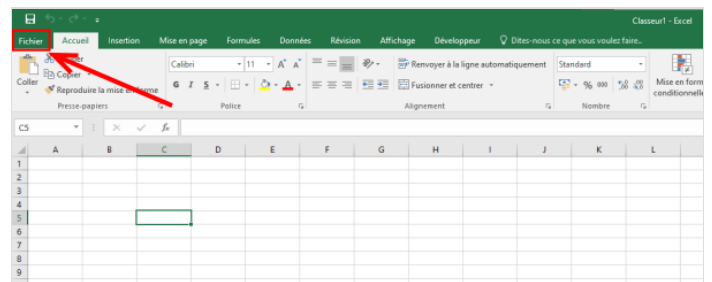 Classeur1 - Excel
Fichier Accueil Insertion Mise en page Formules Données Révision Affichage Développeur Dites-nous ce que vous voulez faire..
Calibri 11 A A Renvoyer à la ligne automatiquement Standard
Coller Copier G I S A Fusionner et centrer % 000 Mise en form
Reproduire la mise en forme conditionnelle
Presse-papiers Police Alignement Nombre
C5 fx
A B C D E F G H I J K L
1
2
3
4
5
6
7
8
9